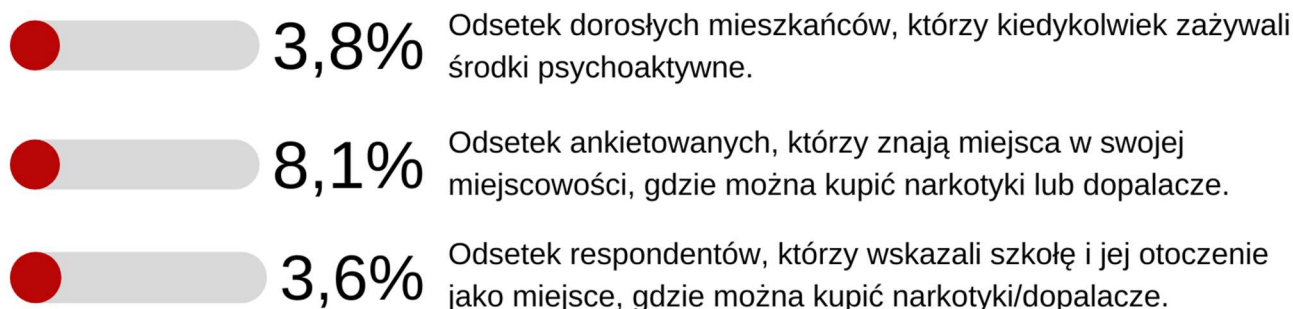 3,8%
Odsetek dorosłych mieszkańców, którzy kiedykolwiek zażywali
środki psychoaktywne.
8,1%
Odsetek ankietowanych, którzy znają miejsca w swojej
miejscowości, gdzie można kupić narkotyki lub dopalacze.
3,6%
Odsetek respondentów, którzy wskazali szkołę i jej otoczenie
jako miejsce, gdzie można kupić narkotyki/dopalacze.